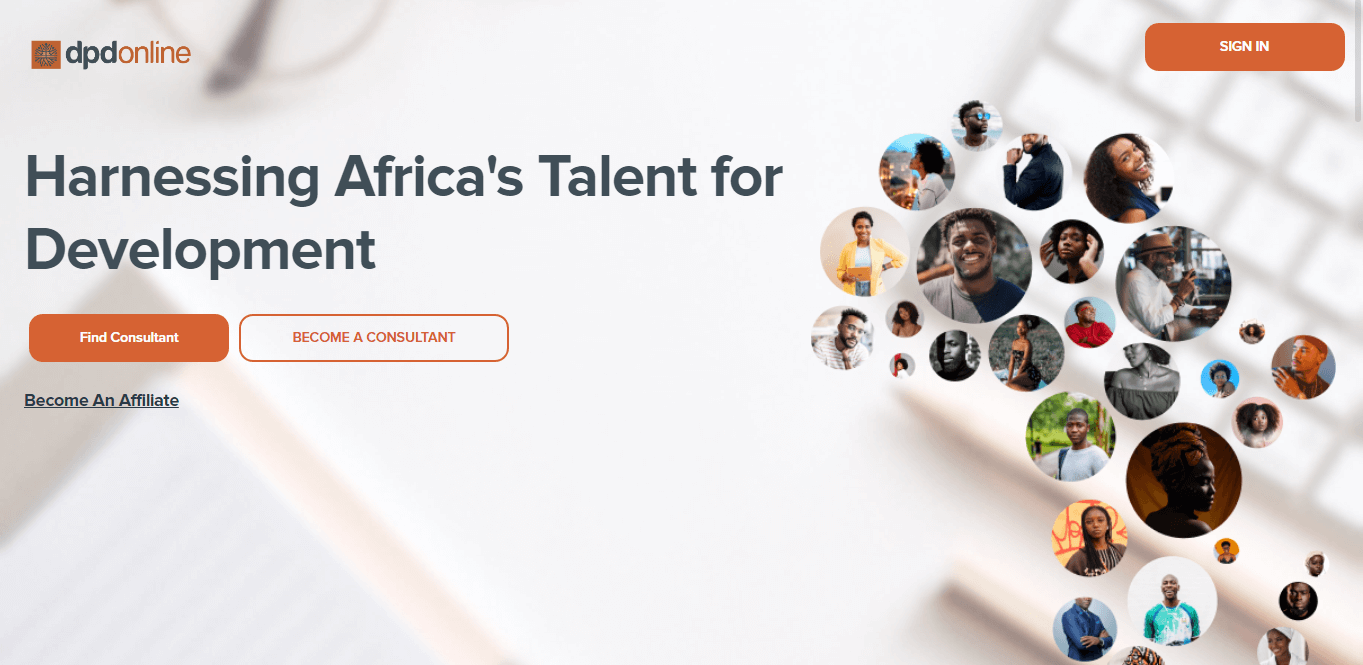 dpdonline
SIGN IN
Harnessing Africa's Talent for
Development
Find Consultant
BECOME A CONSULTANT
Become An Affiliate